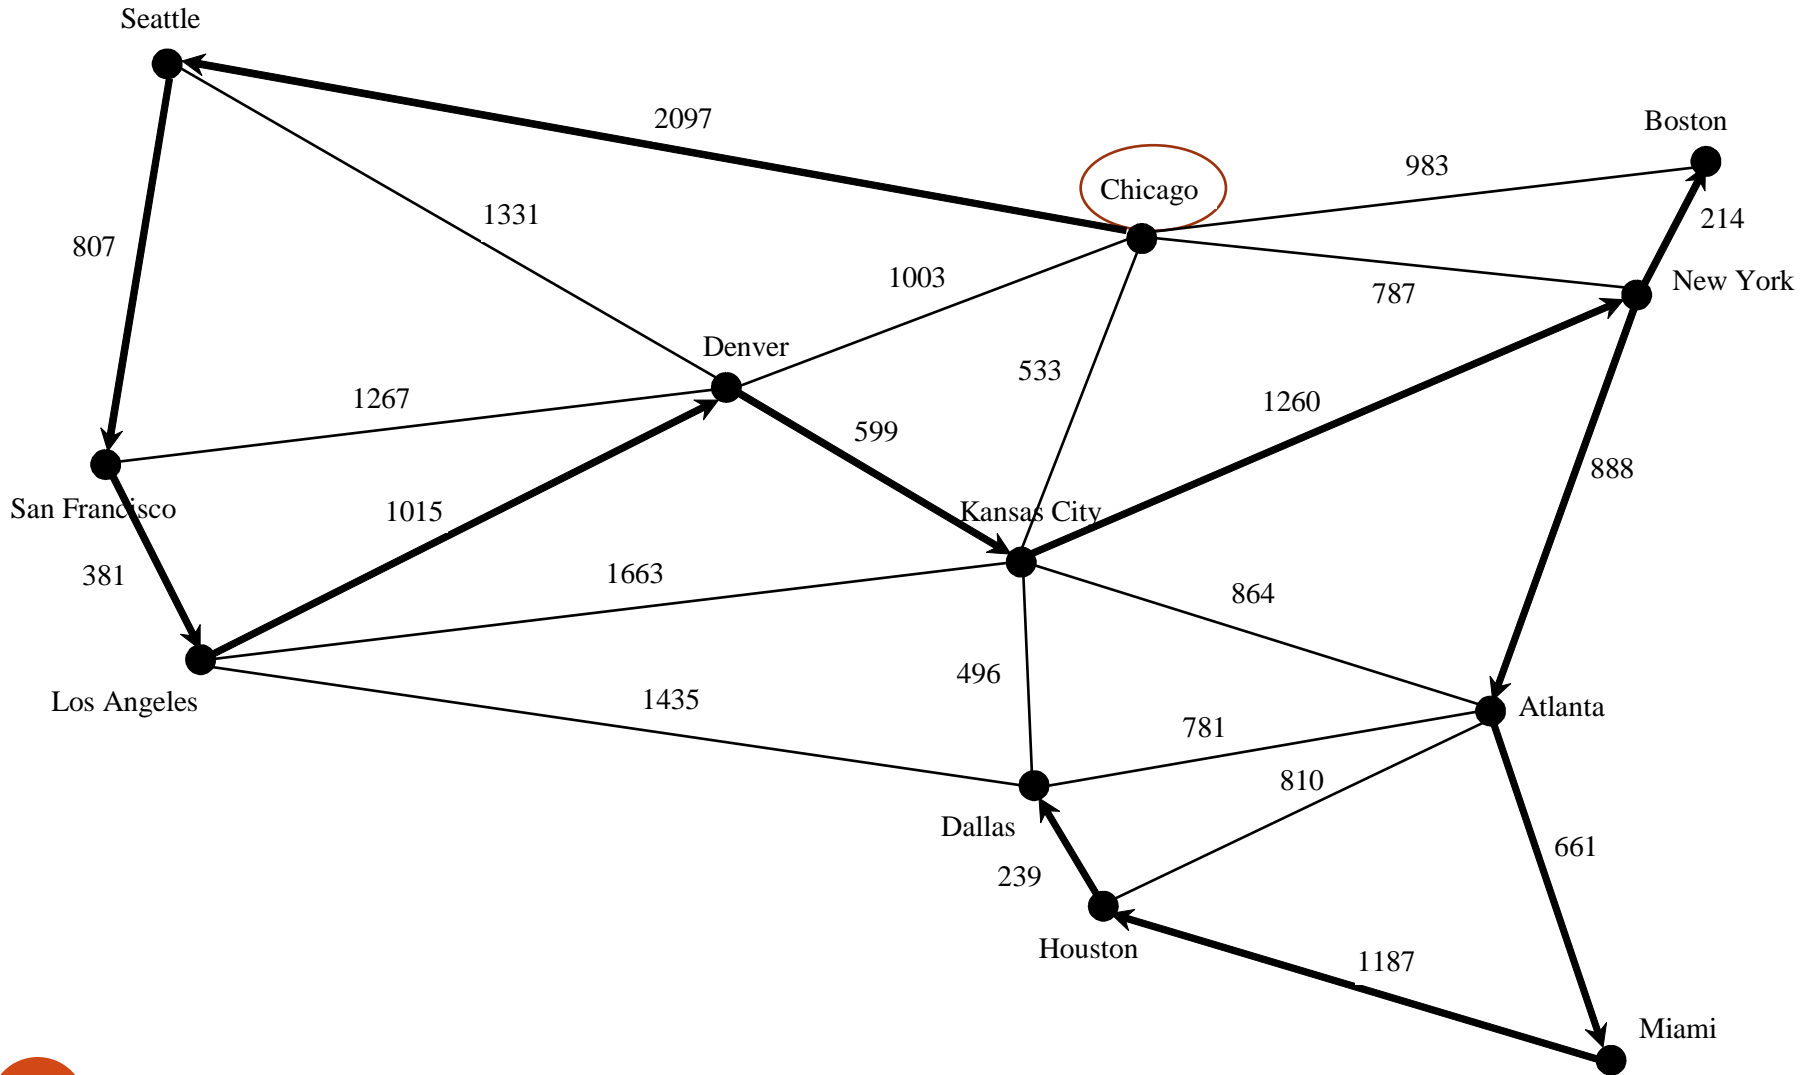 Seattle
2097
Boston
983
Chicago
1331
214
807
1003
New York
787
Denver
533
1267
1260
599
888
San Francisco
1015
Kansas City
381
1663
864
496
1435
Los Angeles
781
Atlanta
810
Dallas
661
239
Houston
1187
Miami